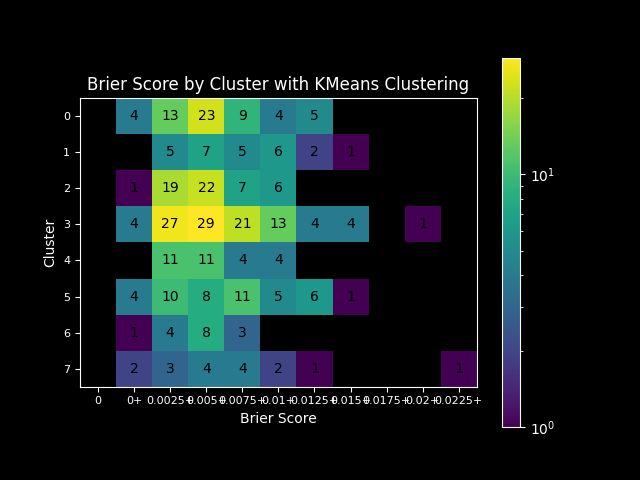 Brier Score by Cluster with KMeans Clustering
0 4 13 23 9 4 5
1 5 7 5 6 2 1
2 1 19 22 7 6
3 4 27 29 21 13 4 4 1
4 11 11 4 4
5 4 10 8 11 5 6 1
6 1 4 8 3
7 2 3 4 4 2 1 1
0 0+ 0.0025+ 0.005+ 0.0075+ 0.01+ 0.0125+ 0.015+ 0.0175+ 0.02+ 0.0225+
Brier Score
Cluster
10¹
10⁰